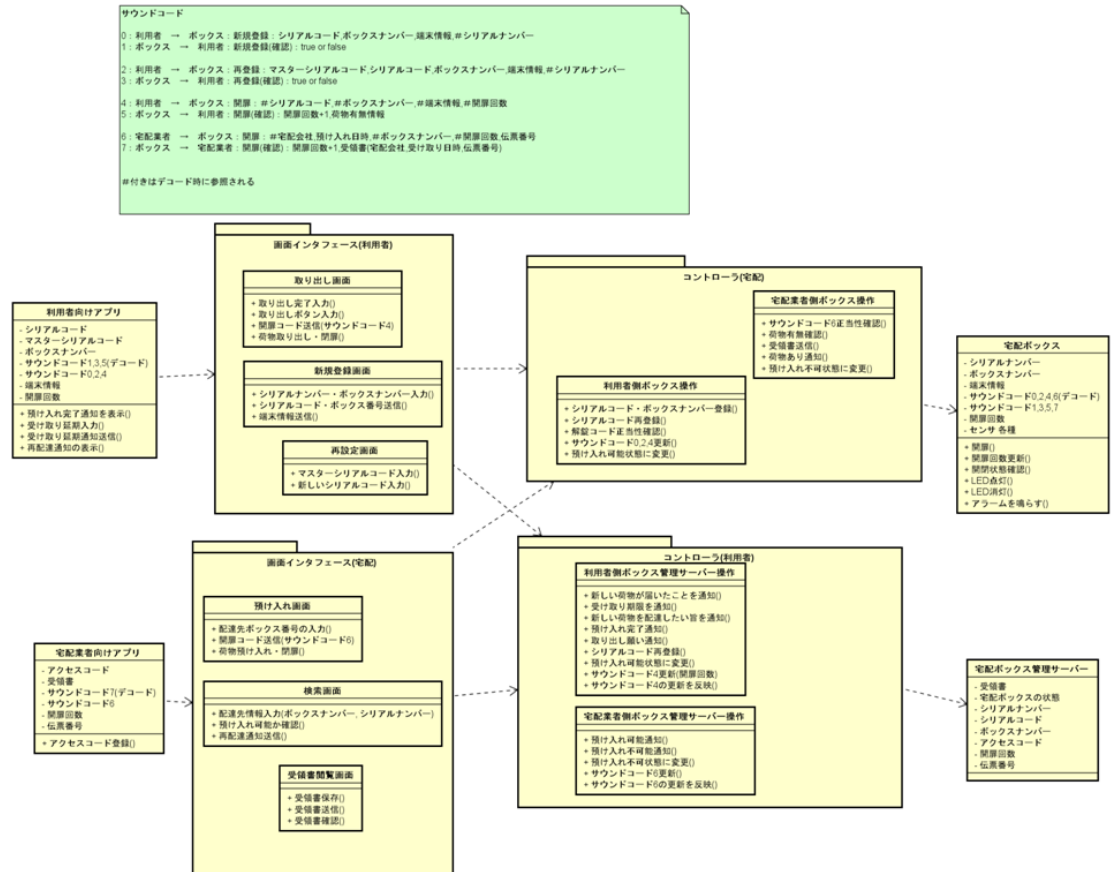 サウンドコード
0：利用者　→　ボックス：新規登録：シリアルコード,ボックスナンバー,端末情報,＃シリアルナンバー
1：ボックス　→　利用者：新規登録(確認)：true or false
2：利用者　→　ボックス：再登録：マスターシリアルコード,シリアルコード,ボックスナンバー,端末情報,＃シリアルナンバー
3：ボックス　→　利用者：再登録(確認)：true or false
4：利用者　→　ボックス：開扉：＃シリアルコード,＃ボックスナンバー,＃端末情報,＃開扉回数
5：ボックス　→　利用者：開扉(確認)：開扉回数+1,荷物有無情報
6：宅配業者　→　ボックス：開扉：＃宅配会社,預け入れ日時,＃ボックスナンバー,＃開扉回数,伝票番号
7：ボックス　→　宅配業者：開扉(確認)：開扉回数+1,受領書(宅配会社,受け取り日時,伝票番号)
＃付きはデコード時に参照される
利用者向けアプリ
- シリアルコード
- マスターシリアルコード
- ボックスナンバー
- サウンドコード1,3,5(デコード)
- サウンドコード0,2,4
- 端末情報
- 開扉回数
+ 預け入れ完了通知を表示()
+ 受け取り延期入力()
+ 受け取り延期通知送信()
+ 再配達通知の表示()
画面インタフェース(利用者)
取り出し画面
+ 取り出し完了入力()
+ 取り出しボタン入力()
+ 開扉コード送信(サウンドコード4)
+ 荷物取り出し・閉扉()
新規登録画面
+ シリアルナンバー・ボックスナンバー入力()
+ シリアルコード・ボックス番号送信()
+ 端末情報送信()
再設定画面
+ マスターシリアルコード入力()
+ 新しいシリアルコード入力()
コントローラ(宅配)
宅配業者側ボックス操作
+ サウンドコード6正当性確認()
+ 荷物有無確認()
+ 受領書送信()
+ 荷物あり通知()
+ 預け入れ不可状態に変更()
利用者側ボックス操作
+ シリアルコード・ボックスナンバー登録()
+ シリアルコード再登録()
+ 解錠コード正当性確認()
+ サウンドコード0,2,4更新()
+ 預け入れ可能状態に変更()
宅配ボックス
- シリアルナンバー
- ボックスナンバー
- 端末情報
- サウンドコード0,2,4,6(デコード)
- サウンドコード1,3,5,7
- 開扉回数
- センサ 各種
+ 開扉()
+ 開扉回数更新()
+ 開閉状態確認()
+ LED点灯()
+ LED消灯()
+ アラームを鳴らす()
宅配業者向けアプリ
- アクセスコード
- 受領書
- サウンドコード7(デコード)
- サウンドコード6
- 開扉回数
- 伝票番号
+ アクセスコード登録()
画面インタフェース(宅配)
預け入れ画面
+ 配達先ボックス番号の入力()
+ 開扉コード送信(サウンドコード6)
+ 荷物預け入れ・閉扉()
検索画面
+ 配達先情報入力(ボックスナンバー, シリアルナンバー)
+ 預け入れ可能か確認()
+ 再配達通知送信()
受領書閲覧画面
+ 受領書保存()
+ 受領書送信()
+ 受領書確認()
コントローラ(利用者)
利用者側ボックス管理サーバー操作
+ 新しい荷物が届いたことを通知()
+ 受け取り期限を通知()
+ 新しい荷物を配達したい旨を通知()
+ 預け入れ完了通知()
+ 取り出し願い通知()
+ シリアルコード再登録()
+ 預け入れ可能状態に変更()
+ サウンドコード4更新(開扉回数)
+ サウンドコード4の更新を反映()
宅配業者側ボックス管理サーバー操作
+ 預け入れ可能通知()
+ 預け入れ不可能通知()
+ 預け入れ不可状態に変更()
+ サウンドコード6更新()
+ サウンドコード6の更新を反映()
宅配ボックス管理サーバー
- 受領書
- 宅配ボックスの状態
- シリアルナンバー
- シリアルコード
- ボックスナンバー
- アクセスコード
- 開扉回数
- 伝票番号